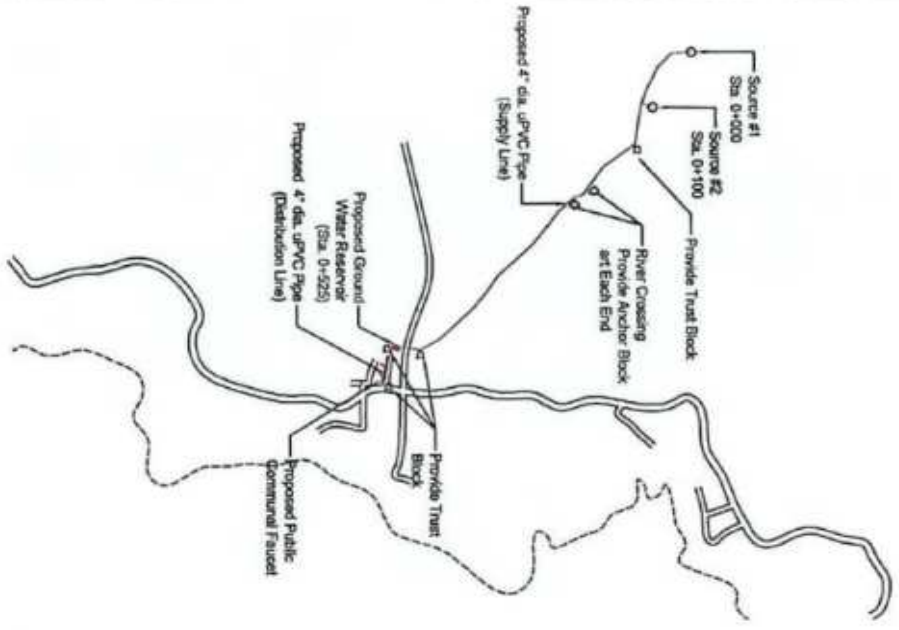 Source #1
Sta. 0+000
Source #2
Sta. 0+100
Provide Trust Block
River Crossing
Provide Anchor Block
art Each End
Proposed 4" dia. uPVC Pipe
(Supply Line)
Provide Trust
Block
Proposed Ground
Water Reservoir
(Sta. 0+525)
Proposed 4" dia. uPVC Pipe
(Distribution Line)
Proposed Public
Communal Faucet